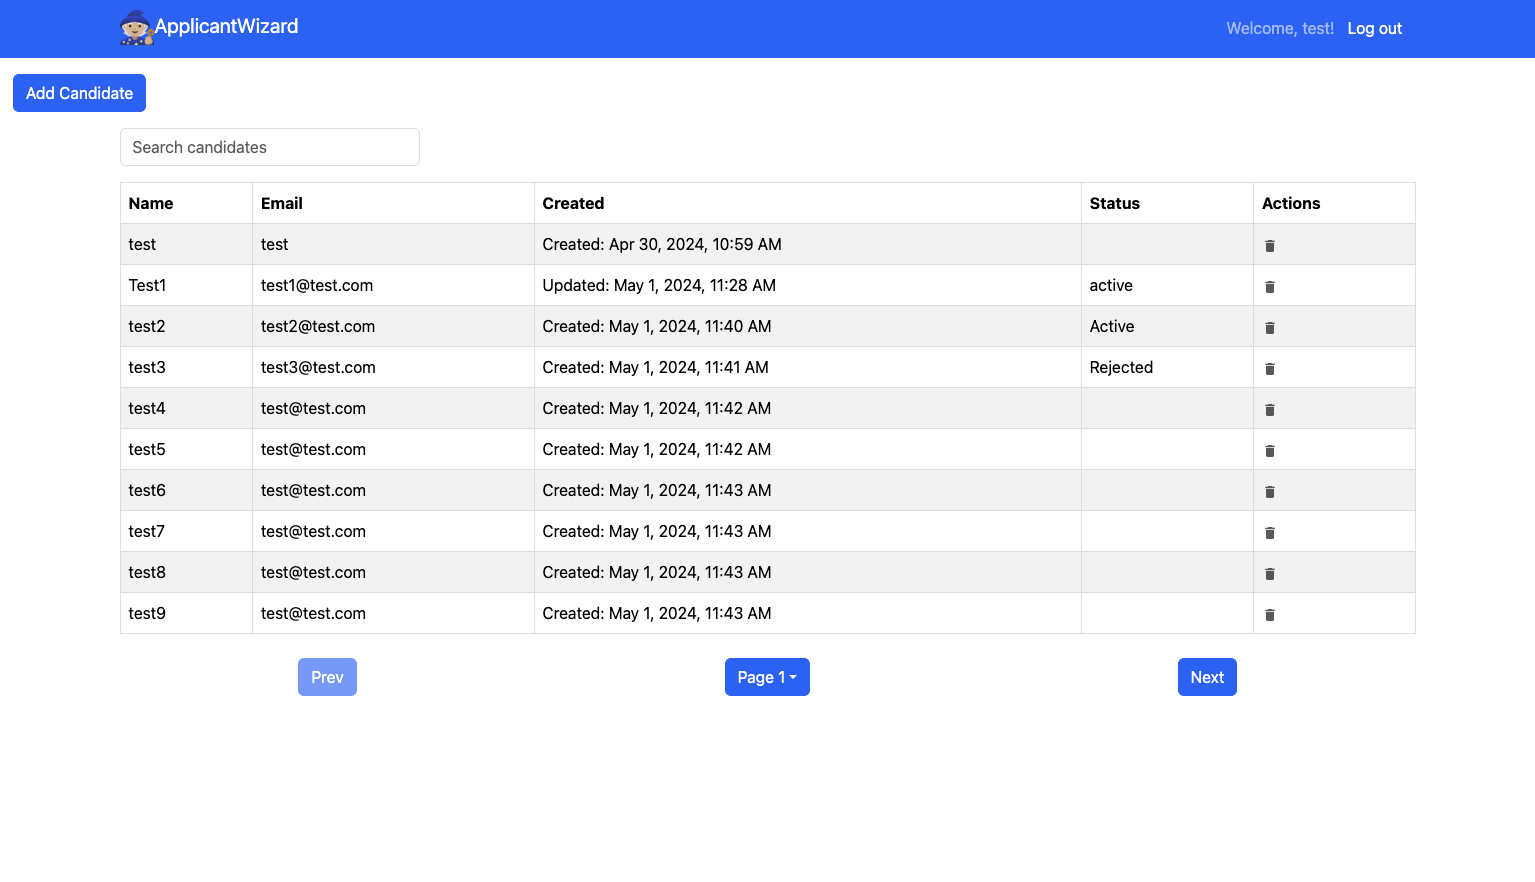 ApplicantWizard
Welcome, test! Log out
Add Candidate
Search candidates
Name Email Created Status Actions
test test Created: Apr 30, 2024, 10:59 AM
Test1 test1@test.com Updated: May 1, 2024, 11:28 AM active
test2 test2@test.com Created: May 1, 2024, 11:40 AM Active
test3 test3@test.com Created: May 1, 2024, 11:41 AM Rejected
test4 test@test.com Created: May 1, 2024, 11:42 AM
test5 test@test.com Created: May 1, 2024, 11:42 AM
test6 test@test.com Created: May 1, 2024, 11:43 AM
test7 test@test.com Created: May 1, 2024, 11:43 AM
test8 test@test.com Created: May 1, 2024, 11:43 AM
test9 test@test.com Created: May 1, 2024, 11:43 AM
Prev Page 1 Next